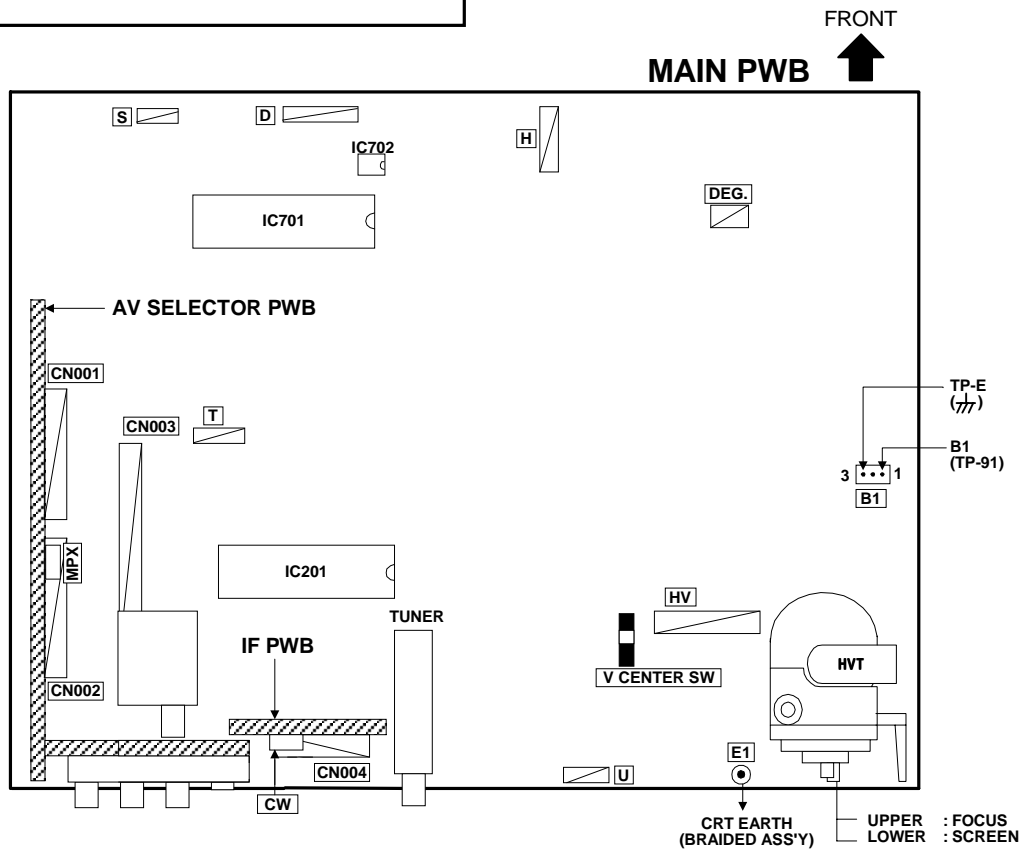 FRONT
MAIN PWB
S
D
H
IC702
DEG.
IC701
AV SELECTOR PWB
CN001
TP-E
T
CN003
B1
(TP-91)
3
1
B1
MPX
IC201
HV
TUNER
IF PWB
HVT
V CENTER SW
CN002
E1
CN004
U
CW
CRT EARTH
(BRAIDED ASS'Y)
UPPER : FOCUS
LOWER : SCREEN